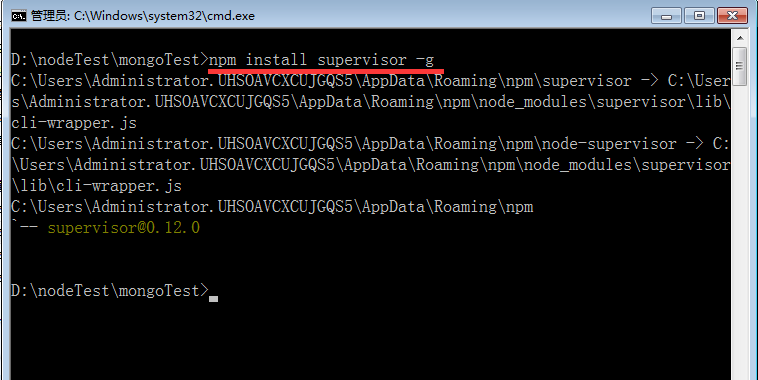 管理员: C:\Windows\system32\cmd.exe
D:\nodeTest\mongoTest>npm install supervisor -g
C:\Users\Administrator.UHSOAVCXCUJGQS5\AppData\Roaming\npm\supervisor -> C:\User
s\Administrator.UHSOAVCXCUJGQS5\AppData\Roaming\npm\node_modules\supervisor\lib\
cli-wrapper.js
C:\Users\Administrator.UHSOAVCXCUJGQS5\AppData\Roaming\npm\node-supervisor -> C:
\Users\Administrator.UHSOAVCXCUJGQS5\AppData\Roaming\npm\node_modules\supervisor
\lib\cli-wrapper.js
C:\Users\Administrator.UHSOAVCXCUJGQS5\AppData\Roaming\npm
`-- supervisor@0.12.0
D:\nodeTest\mongoTest>